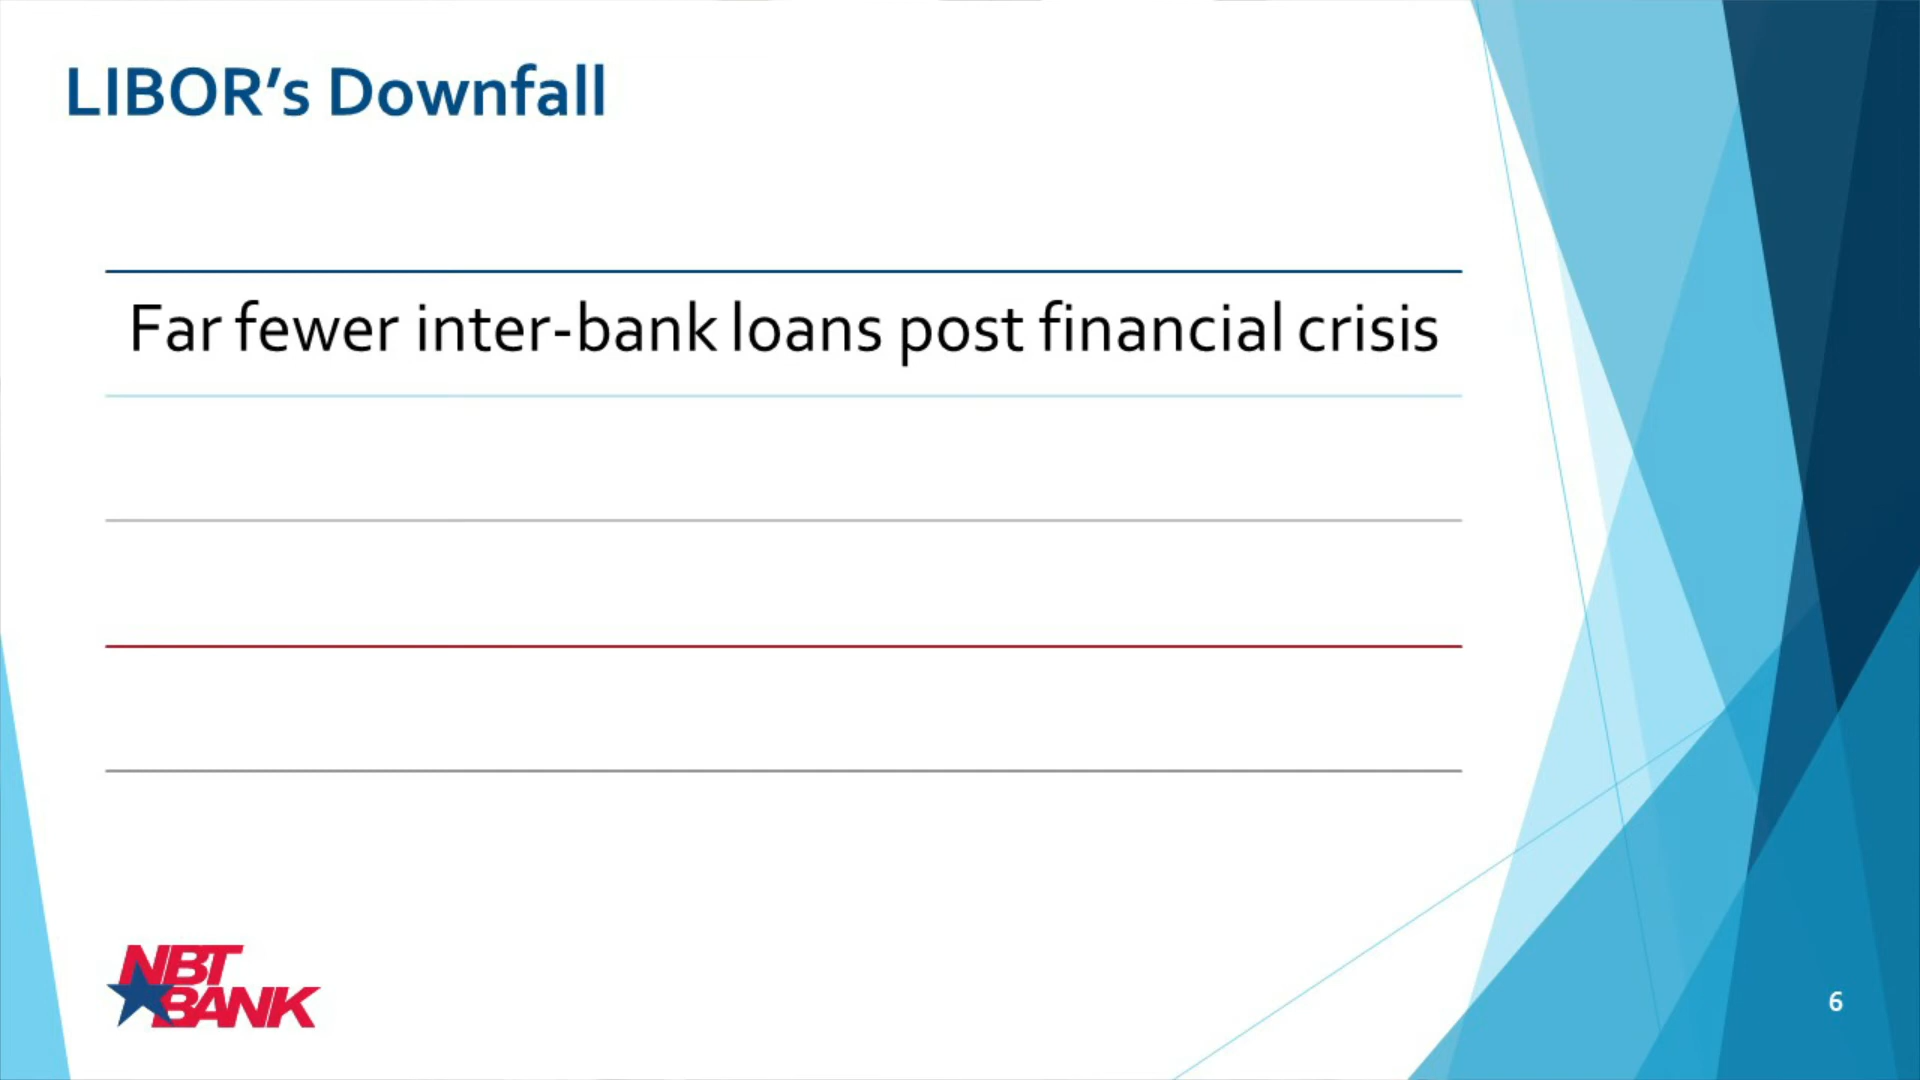 LIBOR’s Downfall
Far fewer inter-bank loans post financial crisis
NBT
BANK
6